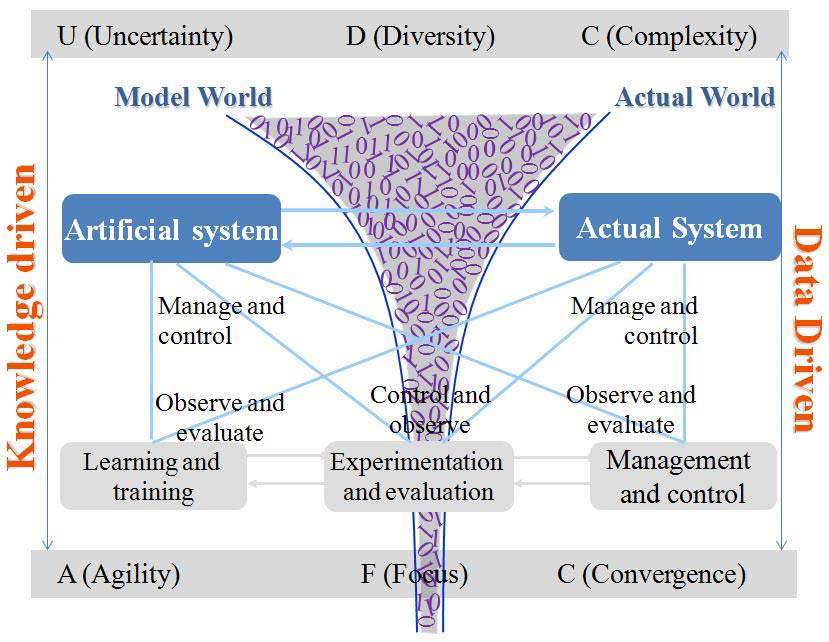 U (Uncertainty) D (Diversity) C (Complexity)
Model World
Actual World
Knowledge driven
Data Driven
Artificial system
Actual System
Manage and
control
Manage and
control
Observe and
evaluate
Control and
observe
Observe and
evaluate
Learning and
training
Experimentation
and evaluation
Management
and control
A (Agility) F (Focus) C (Convergence)